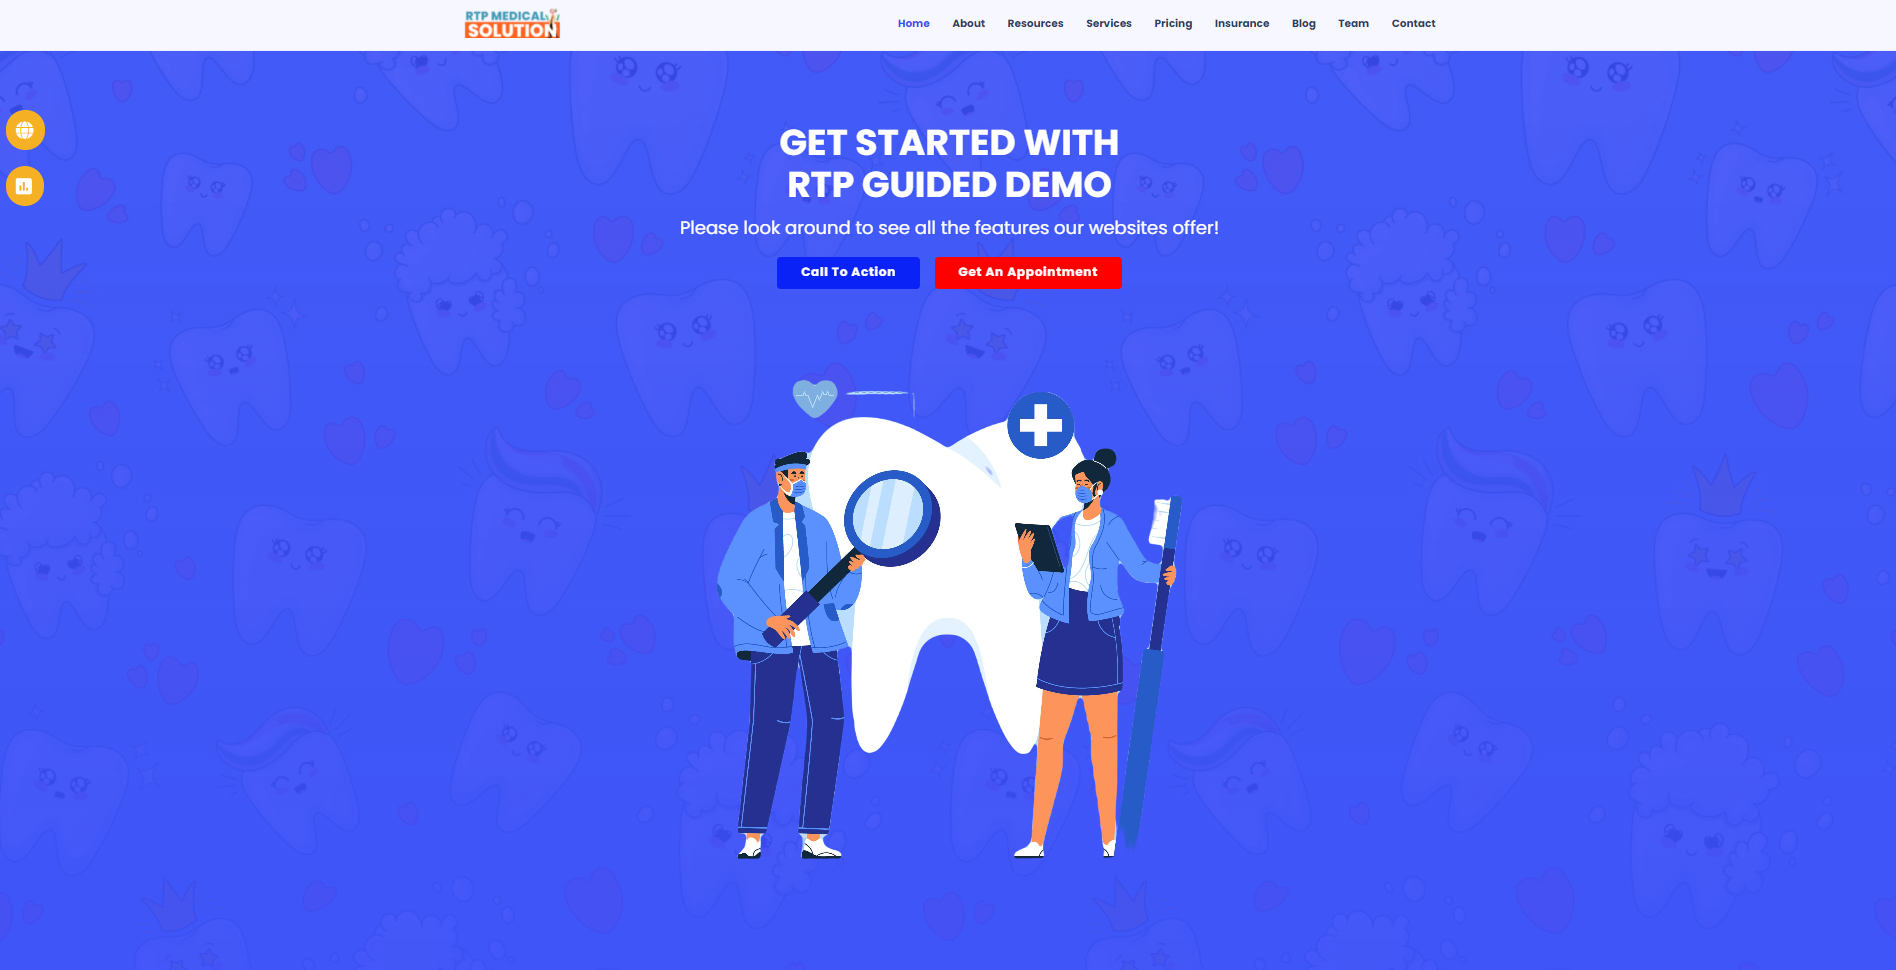 RTP MEDICAL
SOLUTION
Home
About
Resources
Services
Pricing
Insurance
Blog
Team
Contact
GET STARTED WITH
RTP GUIDED DEMO
Please look around to see all the features our websites offer!
Call To Action
Get An Appointment